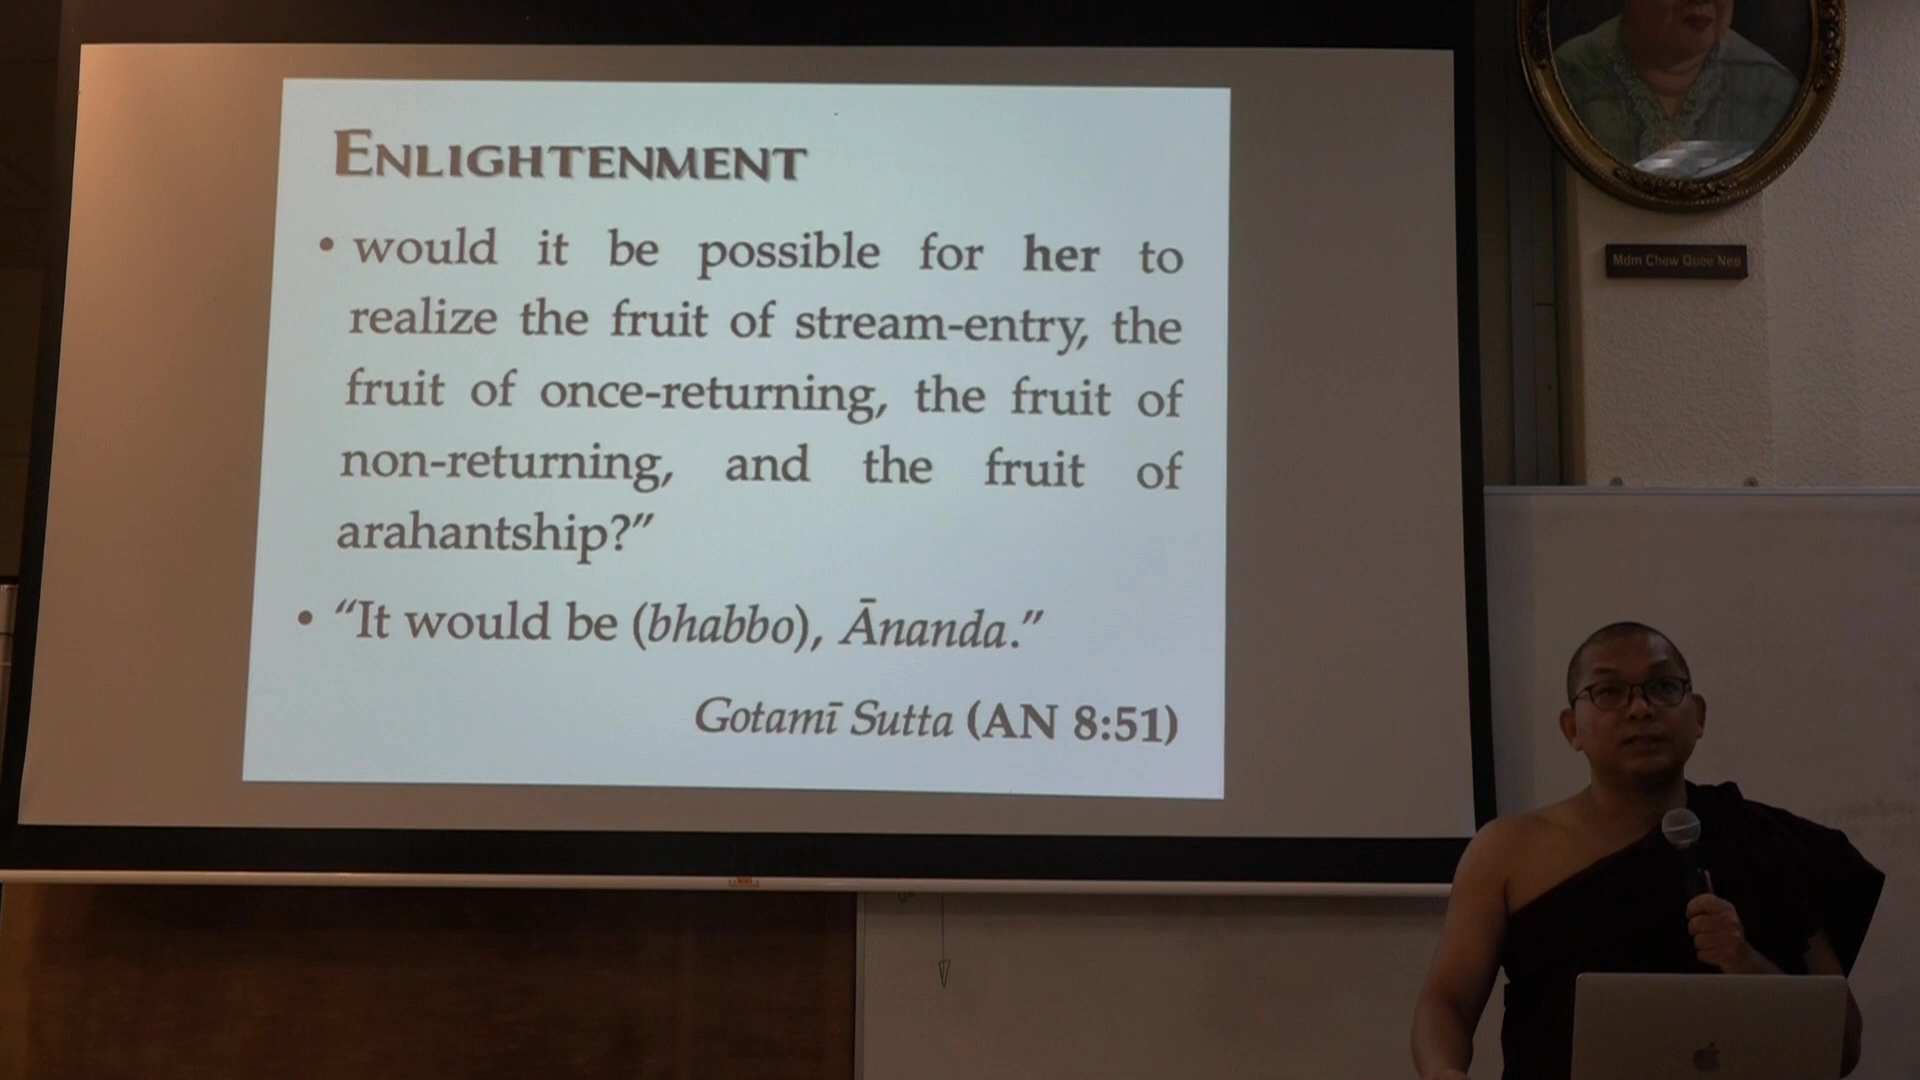 ENLIGHTENMENT
• would it be possible for her to
realize the fruit of stream-entry, the
fruit of once-returning, the fruit of
non-returning, and the fruit of
arahantship?”
• “It would be (bhabbo), Ānanda.”
Gotamī Sutta (AN 8:51)
Mdm Chew Quee Neo